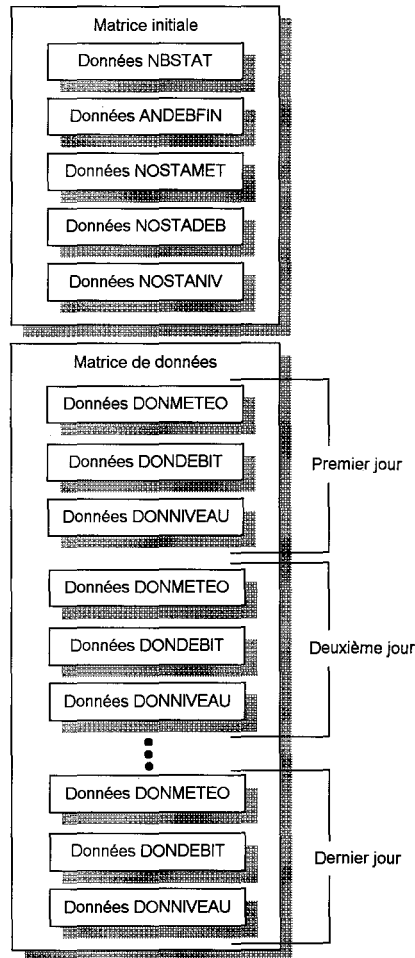 Matrice initiale
Données NBSTAT
Données ANDEBFIN
Données NOSTAMET
Données NOSTADEB
Données NOSTANIV
Matrice de données
Données DONMETEO
Données DONDEBIT
Données DONNIVEAU
Premier jour
Données DONMETEO
Données DONDEBIT
Données DONNIVEAU
Deuxième jour
Données DONMETEO
Données DONDEBIT
Données DONNIVEAU
Dernier jour